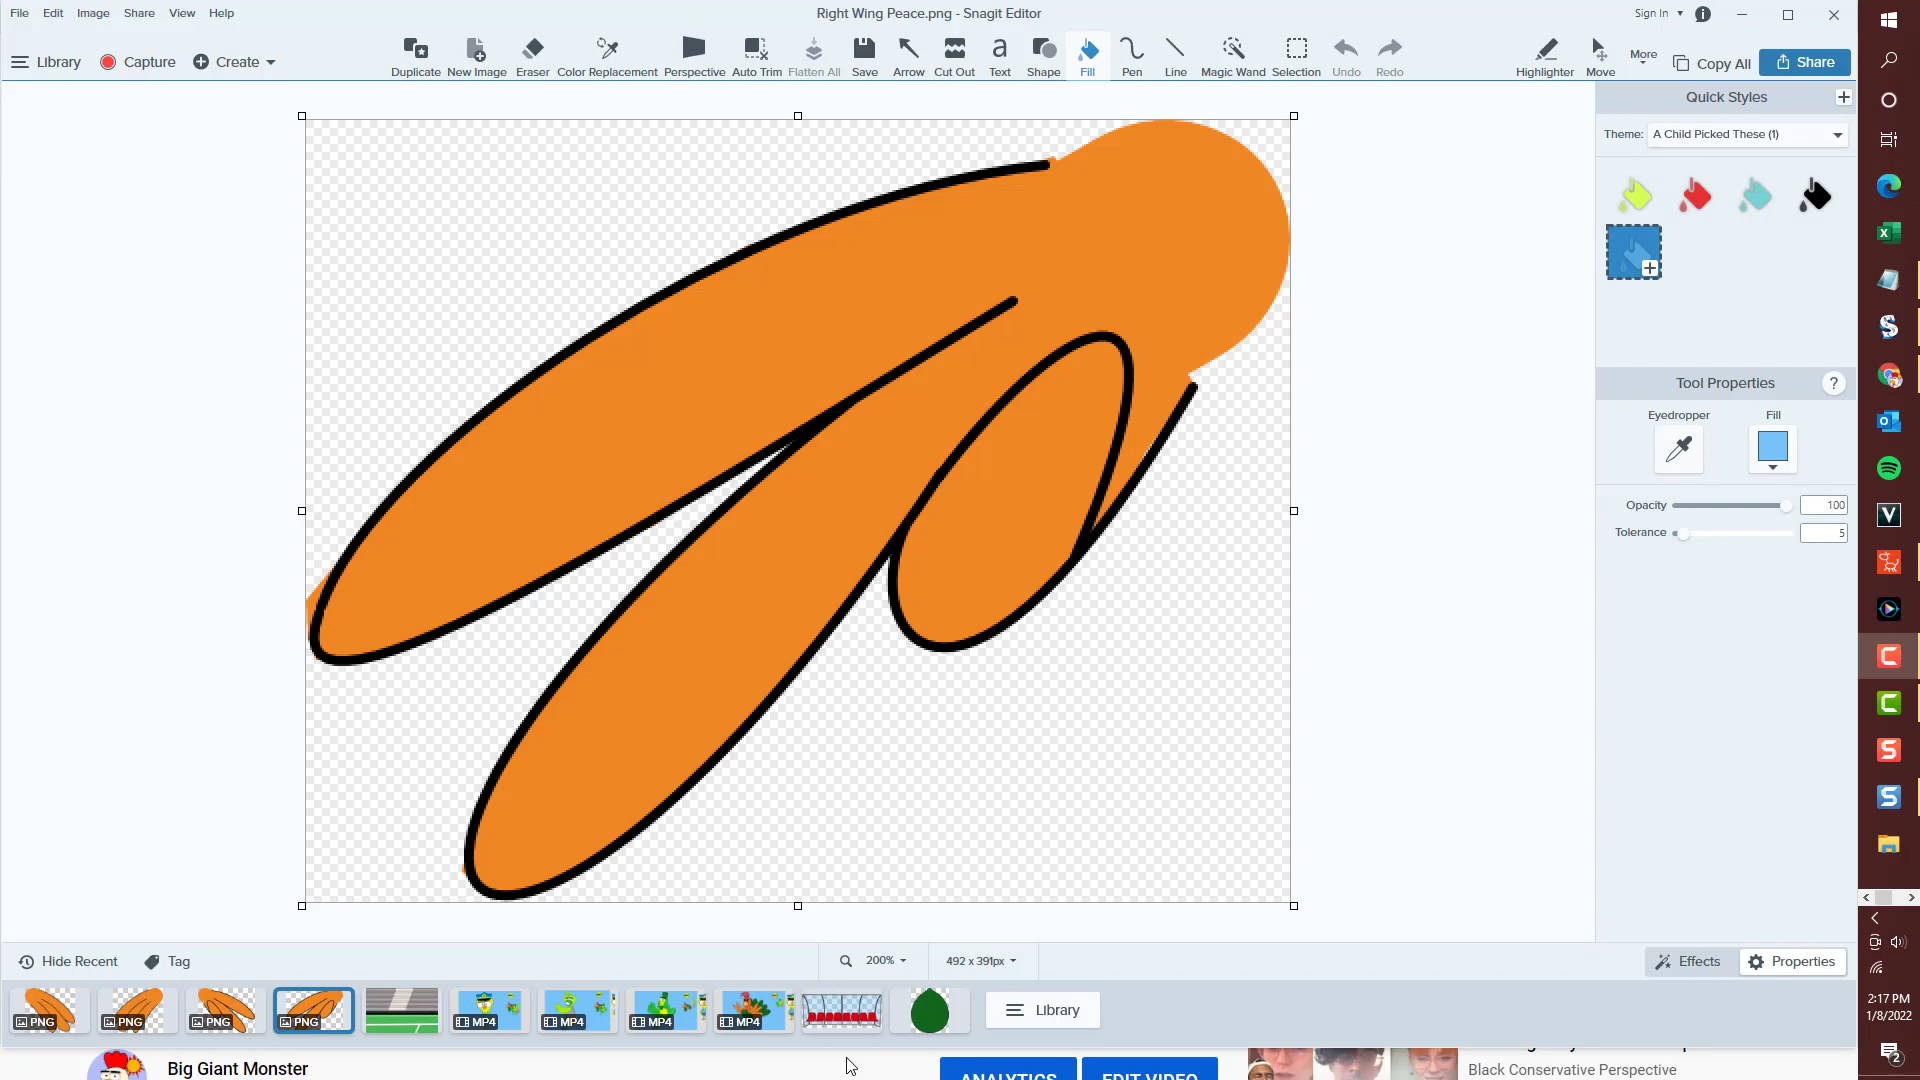 File Edit Image Share View Help
Right Wing Peace.png - Snagit Editor
Sign In
Library Capture Create
Duplicate New Image Eraser Color Replacement Perspective Auto Trim Flatten All Save Arrow Cut Out Text Shape Fill Pen Line Magic Wand Selection Undo Redo
Highlighter Move More Copy All Share
Quick Styles
Theme: A Child Picked These (1)
Tool Properties ?
Eyedropper Fill
Opacity 100
Tolerance 5
Hide Recent Tag
200% 492 x 391px
Effects Properties
PNG PNG PNG PNG MP4 MP4 MP4 MP4 Library
2:17 PM
1/8/2022
2
Big Giant Monster
ANALYTICS EDIT VIDEO
Black Conservative Perspective